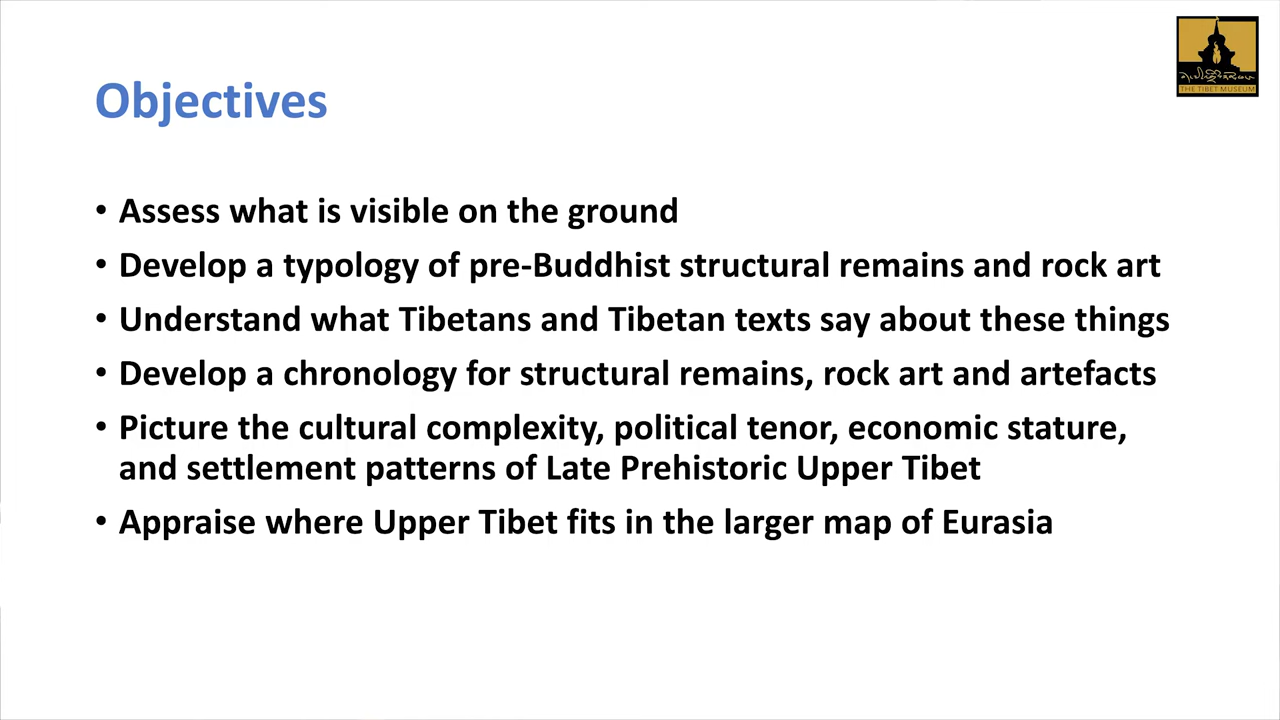 Objectives
• Assess what is visible on the ground
• Develop a typology of pre-Buddhist structural remains and rock art
• Understand what Tibetans and Tibetan texts say about these things
• Develop a chronology for structural remains, rock art and artefacts
• Picture the cultural complexity, political tenor, economic stature,
and settlement patterns of Late Prehistoric Upper Tibet
• Appraise where Upper Tibet fits in the larger map of Eurasia
THE TIBET MUSEUM